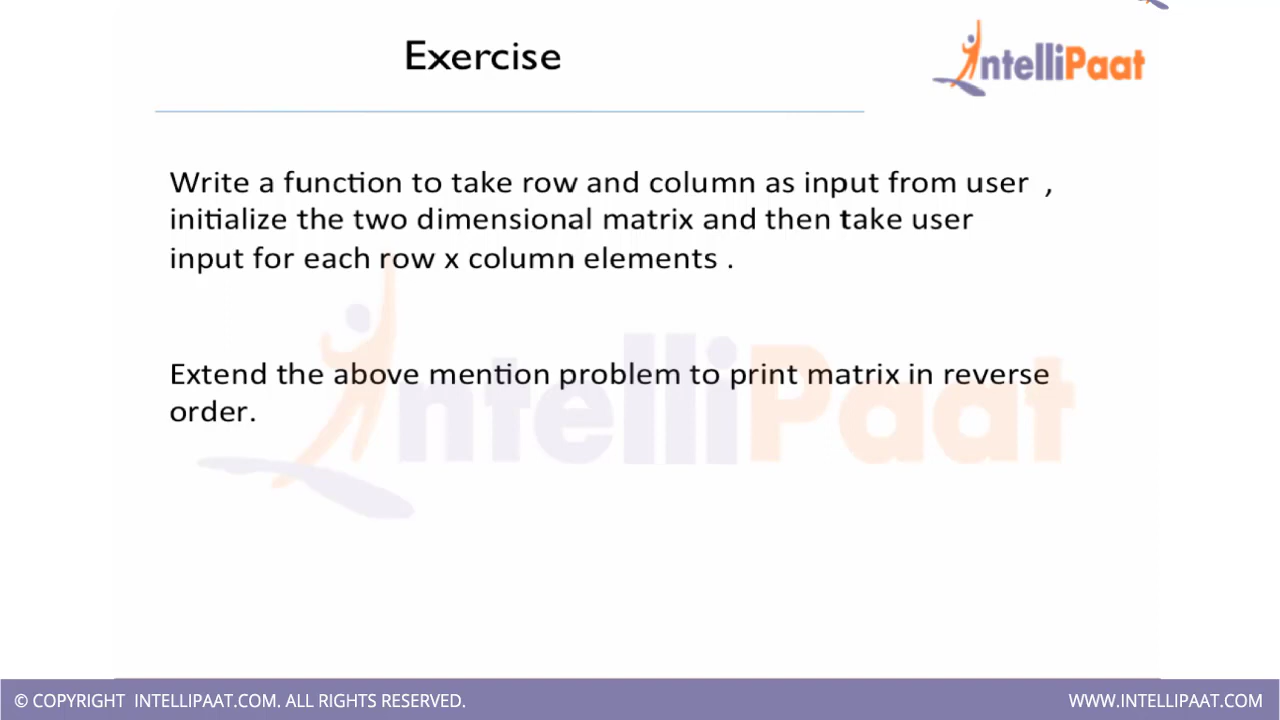 Exercise
IntelliPaat
Write a function to take row and column as input from user ,
initialize the two dimensional matrix and then take user
input for each row x column elements .
Extend the above mention problem to print matrix in reverse
order.
IntelliPaat
© COPYRIGHT INTELLIPAAT.COM. ALL RIGHTS RESERVED.
WWW.INTELLIPAAT.COM